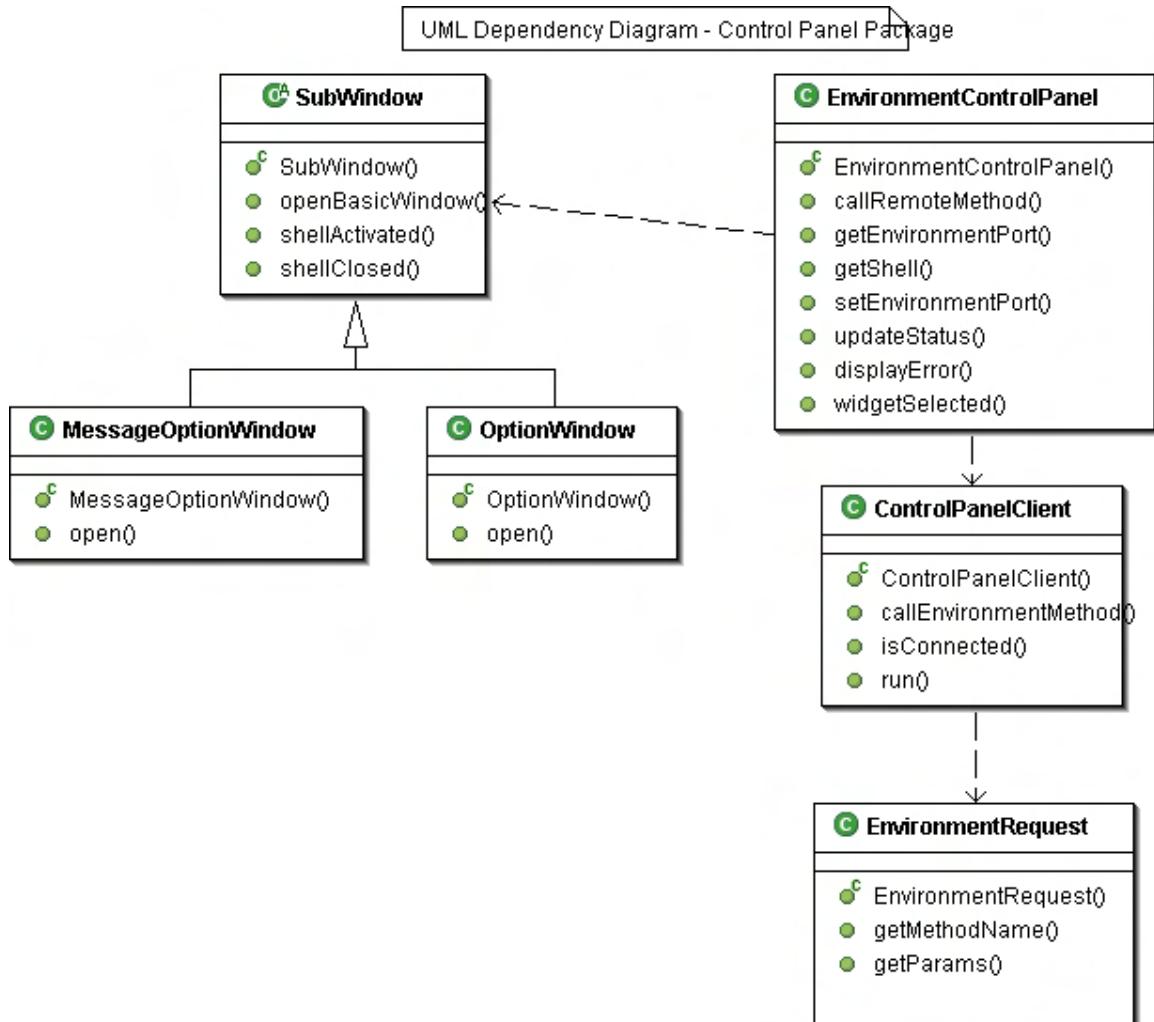 UML Dependency Diagram - Control Panel Package
SubWindow
SubWindow()
openBasicWindow()
shellActivated()
shellClosed()
EnvironmentControlPanel
EnvironmentControlPanel()
callRemoteMethod()
getEnvironmentPort()
getShell()
setEnvironmentPort()
updateStatus()
displayError()
widgetSelected()
MessageOptionWindow
MessageOptionWindow()
open()
OptionWindow
OptionWindow()
open()
ControlPanelClient
ControlPanelClient()
callEnvironmentMethod()
isConnected()
run()
EnvironmentRequest
EnvironmentRequest()
getMethodName()
getParams()